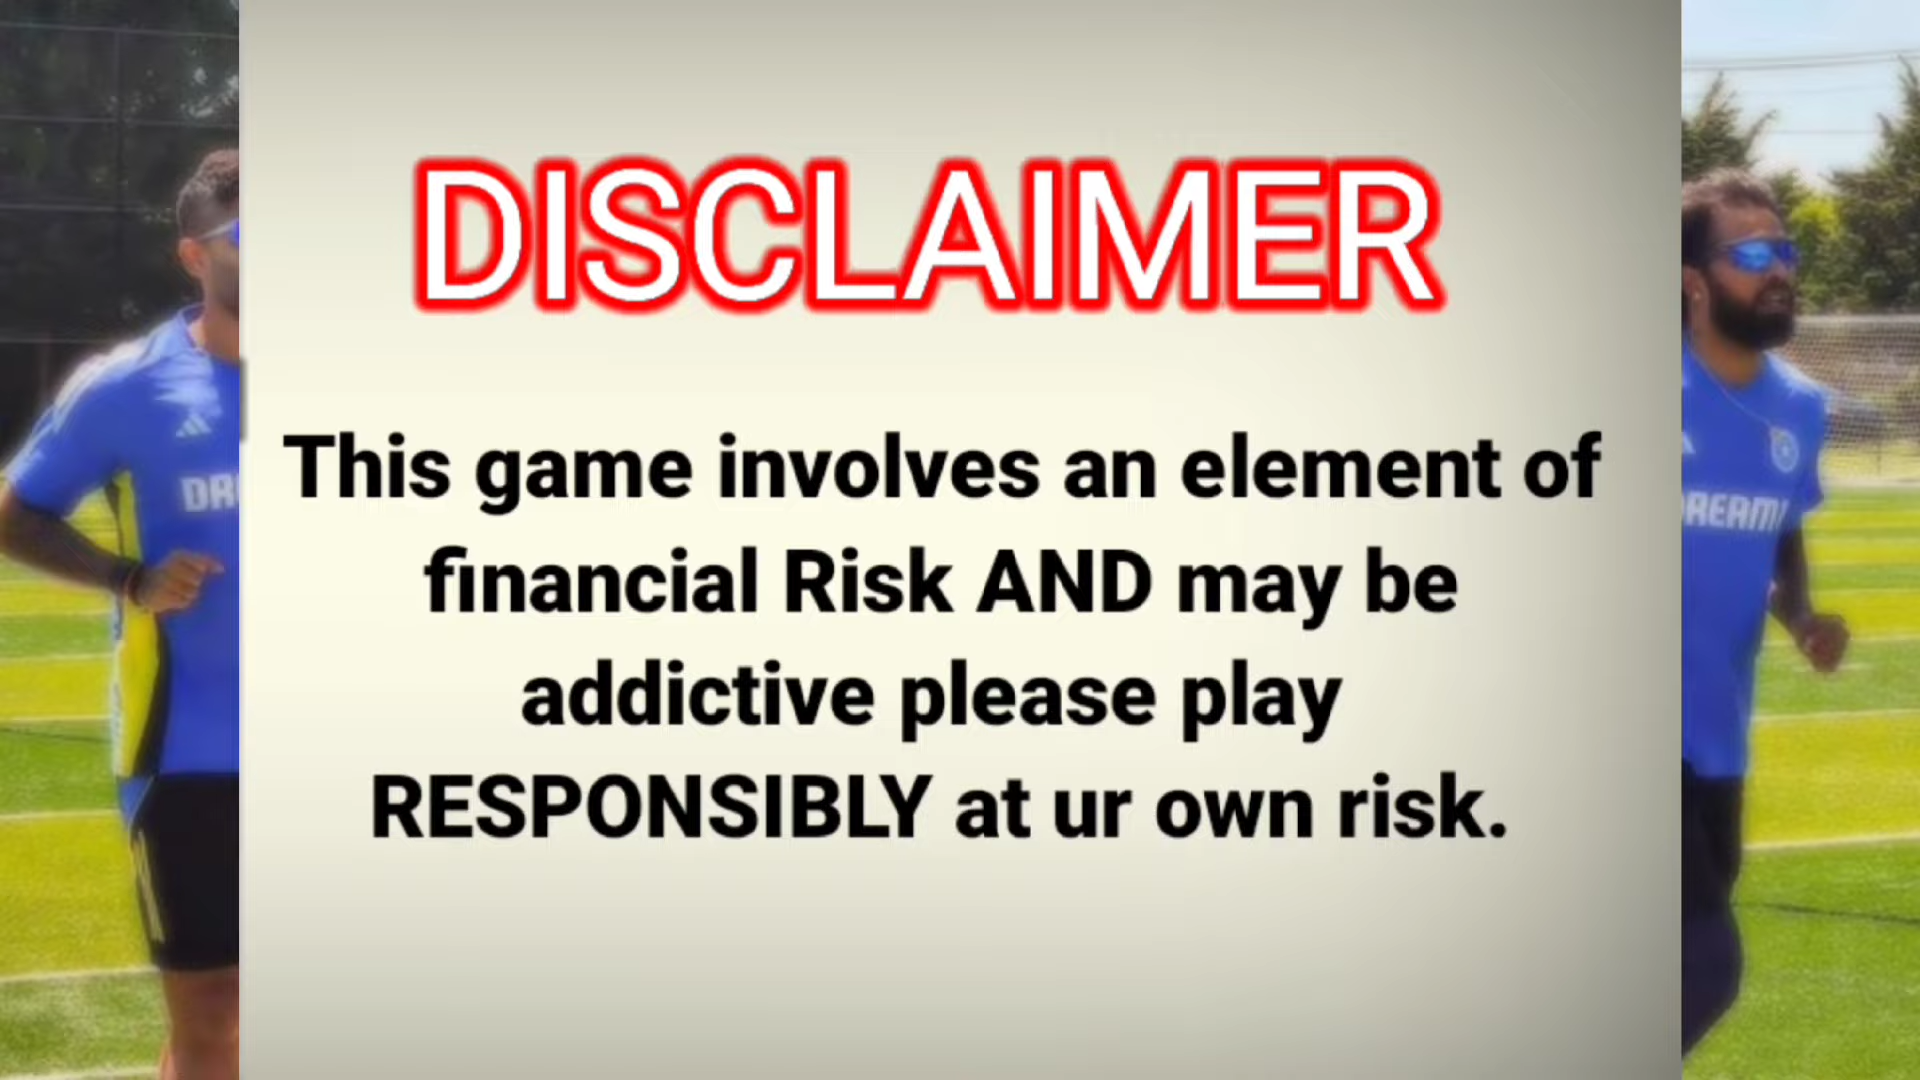 DISCLAIMER
This game involves an element of
financial Risk AND may be
addictive please play
RESPONSIBLY at ur own risk.